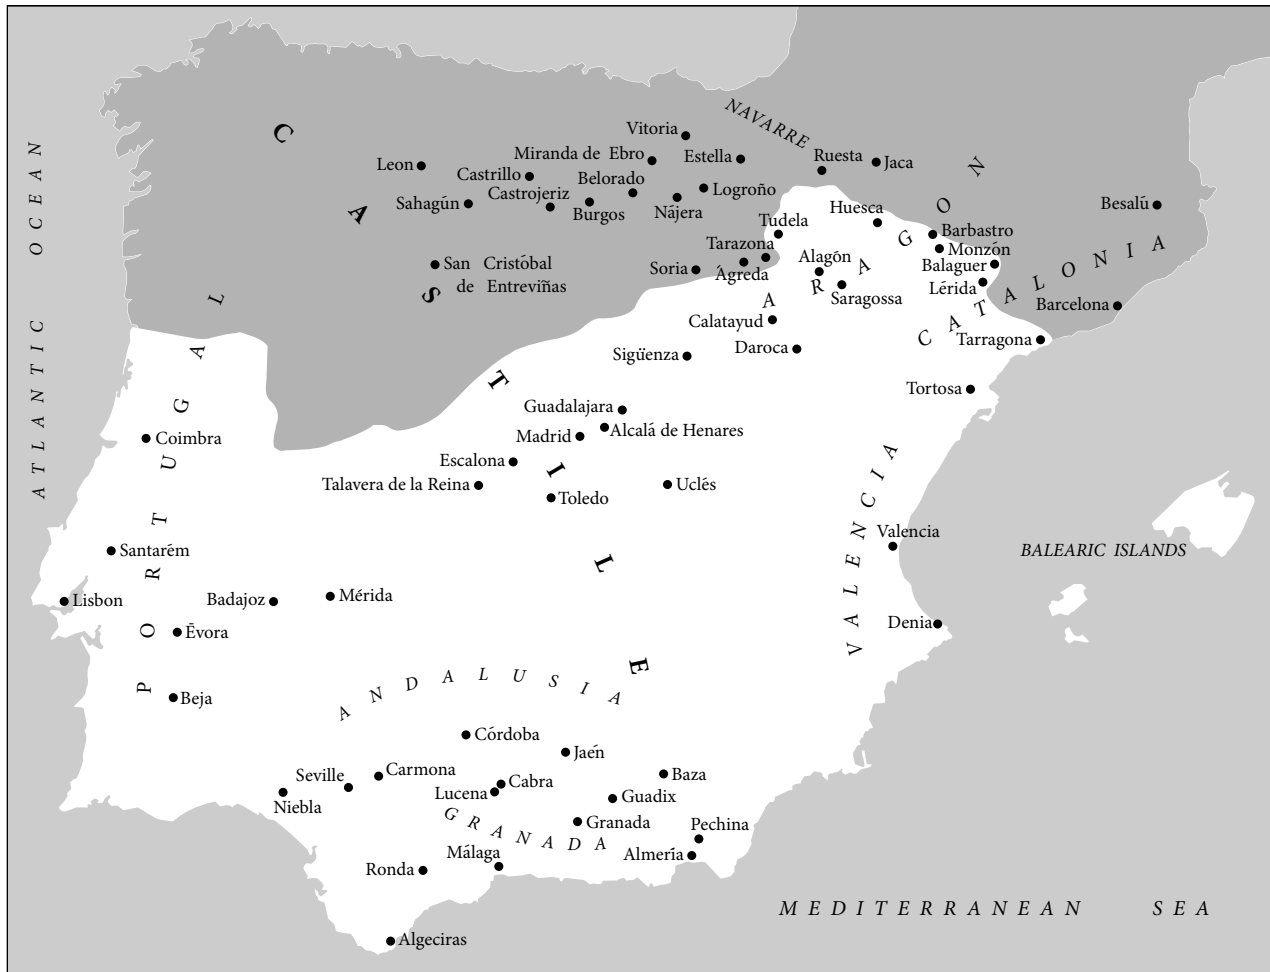 NAVARRE
CASTILLE
PORTUGAL
ARAGON
CATALONIA
VALENCIA
ANDALUSIA
GRANADA
ATLANTIC OCEAN
MEDITERRANEAN SEA
BALEARIC ISLANDS
Vitoria
Leon
Miranda de Ebro
Estella
Ruesta
Jaca
Castrillo
Belorado
Castrojeriz
Logroño
Sahagún
Burgos
Nájera
Huesca
Besalú
Tudela
Barbastro
Tarazona
Monzón
San Cristóbal
de Entreviñas
Soria
Ágreda
Alagón
Balaguer
Saragossa
Lérida
Barcelona
Calatayud
Daroca
Tarragona
Sigüenza
Tortosa
Guadalajara
Alcalá de Henares
Madrid
Coimbra
Escalona
Talavera de la Reina
Toledo
Uclés
Valencia
Santarém
Lisbon
Badajoz
Mérida
Denia
Ēvora
Beja
Córdoba
Jaén
Carmona
Seville
Cabra
Baza
Lucena
Guadix
Niebla
Granada
Pechina
Málaga
Almería
Ronda
Algeciras